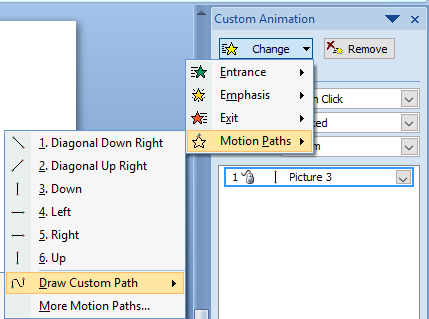 Custom Animation
Change
Remove
Entrance
Emphasis
Exit
Motion Paths
Click
1 Picture 3
1. Diagonal Down Right
2. Diagonal Up Right
3. Down
4. Left
5. Right
6. Up
Draw Custom Path
More Motion Paths...